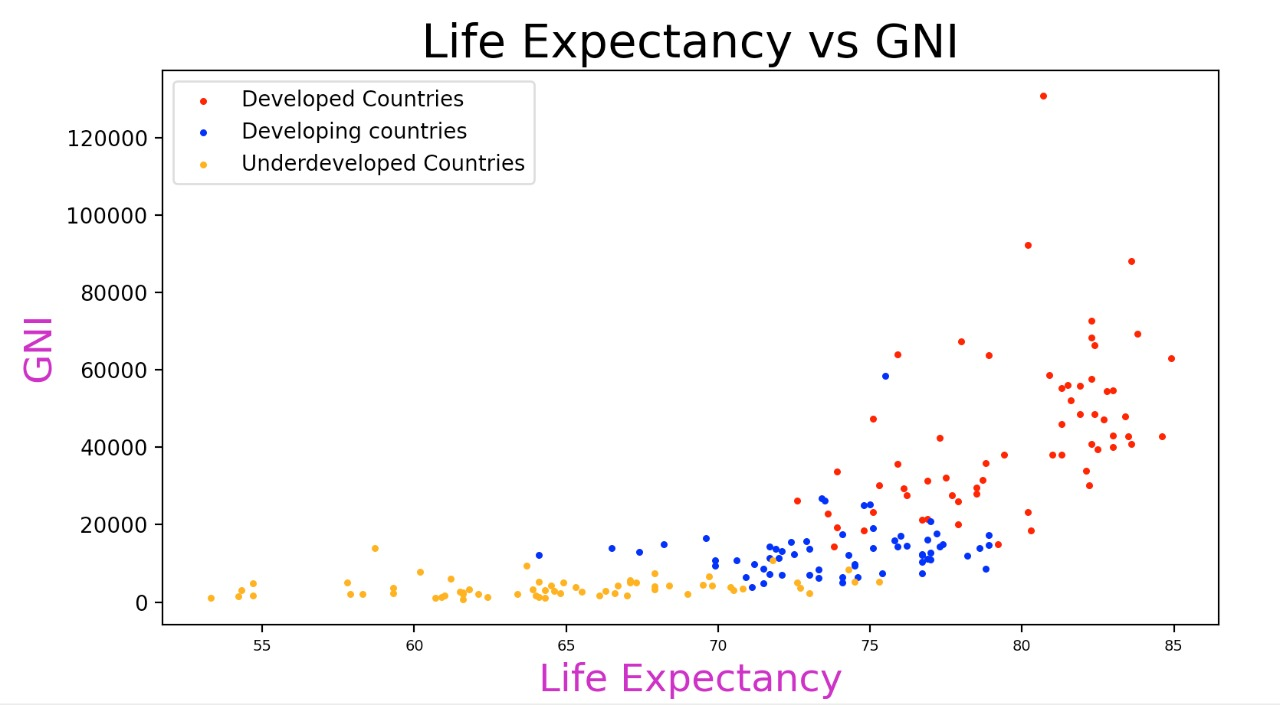 Life Expectancy vs GNI
Developed Countries
Developing countries
Underdeveloped Countries
120000
100000
80000
60000
40000
20000
0
GNI
55 60 65 70 75 80 85
Life Expectancy